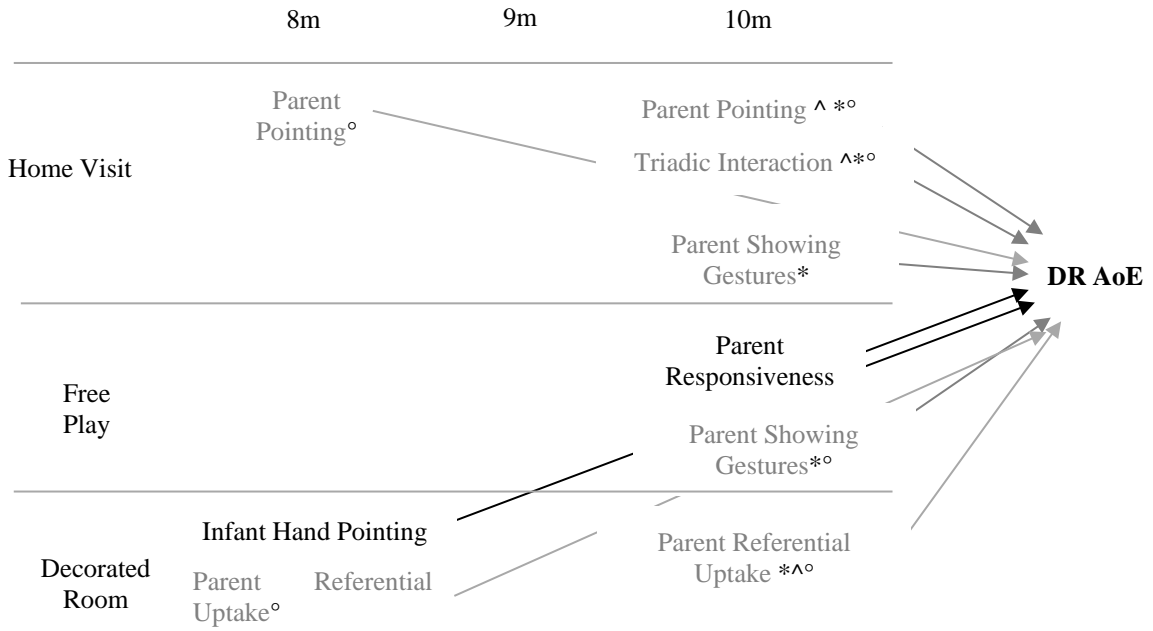 8m 9m 10m
Parent
Pointing°
Parent Pointing ^ *°
Home Visit
Triadic Interaction ^*°
Parent Showing
Gestures*
DR AoE
Free
Play
Parent
Responsiveness
Parent Showing
Gestures*°
Decorated
Room
Infant Hand Pointing
Parent Referential
Uptake°
Parent Referential
Uptake *^°